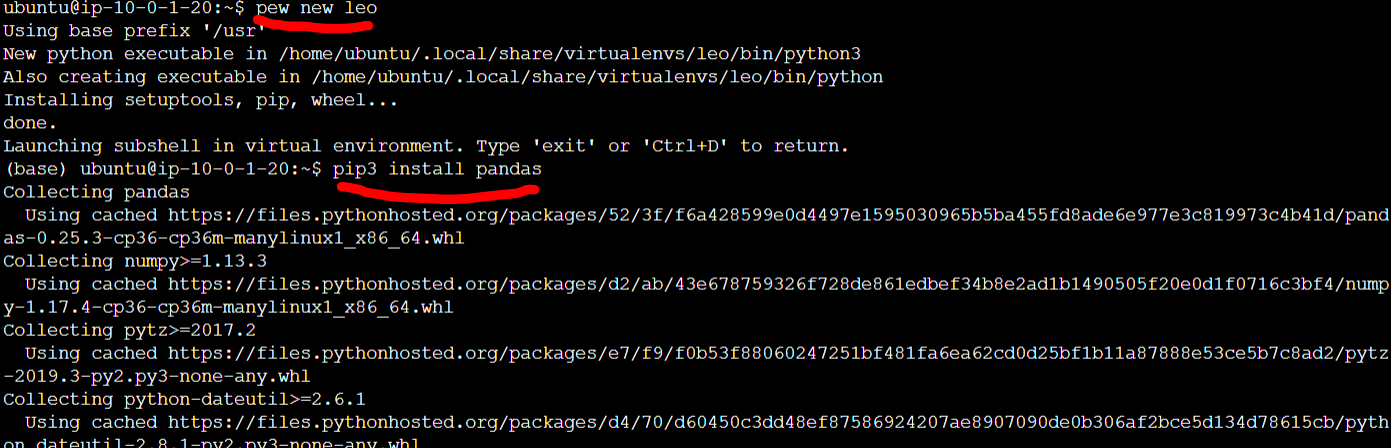 ubuntu@ip-10-0-1-20:~$ pew new leo
Using base prefix '/usr'
New python executable in /home/ubuntu/.local/share/virtualenvs/leo/bin/python3
Also creating executable in /home/ubuntu/.local/share/virtualenvs/leo/bin/python
Installing setuptools, pip, wheel...
done.
Launching subshell in virtual environment. Type 'exit' or 'Ctrl+D' to return.
(base) ubuntu@ip-10-0-1-20:~$ pip3 install pandas
Collecting pandas
  Using cached https://files.pythonhosted.org/packages/52/3f/f6a428599e0d4497e1595030965b5ba455fd8ade6e977e3c819973c4b41d/pand
as-0.25.3-cp36-cp36m-manylinux1_x86_64.whl
Collecting numpy>=1.13.3
  Using cached https://files.pythonhosted.org/packages/d2/ab/43e678759326f728de861edbef34b8e2ad1b1490505f20e0d1f0716c3bf4/nump
y-1.17.4-cp36-cp36m-manylinux1_x86_64.whl
Collecting pytz>=2017.2
  Using cached https://files.pythonhosted.org/packages/e7/f9/f0b53f88060247251bf481fa6ea62cd0d25bf1b11a87888e53ce5b7c8ad2/pytz
-2019.3-py2.py3-none-any.whl
Collecting python-dateutil>=2.6.1
  Using cached https://files.pythonhosted.org/packages/d4/70/d60450c3dd48ef87586924207ae8907090de0b306af2bce5d134d78615cb/pyth
on_dateutil-2.8.1-py2.py3-none-any.whl